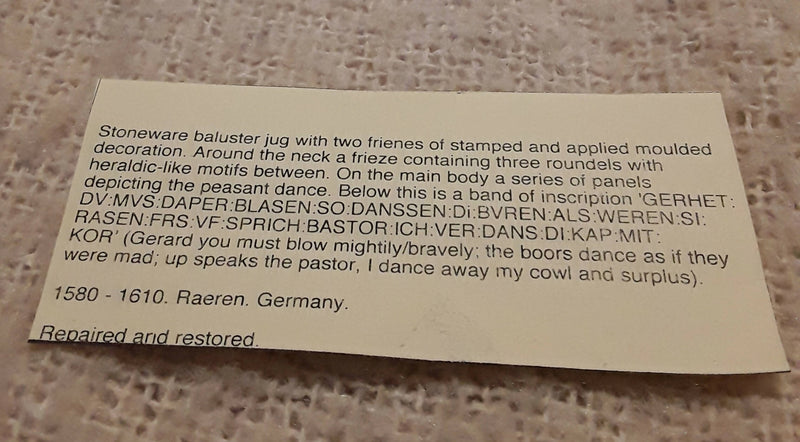 Stoneware baluster jug with two frienes of stamped and applied moulded
decoration. Around the neck a frieze containing three roundels with
heraldic-like motifs between. On the main body a series of panels
depicting the peasant dance. Below this is a band of inscription 'GERHET:
DV:MVS:DAPER:BLASEN:SO:DANSSEN:Di:BVREN:ALS:WEREN:SI:
RASEN:FRS:VF:SPRICH:BASTOR:ICH:VER:DANS:DI:KAP:MIT:
KOR' (Gerard you must blow mightily/bravely; the boors dance as if they
were mad; up speaks the pastor, I dance away my cowl and surplus).
1580 - 1610. Raeren. Germany.
Repaired and restored.